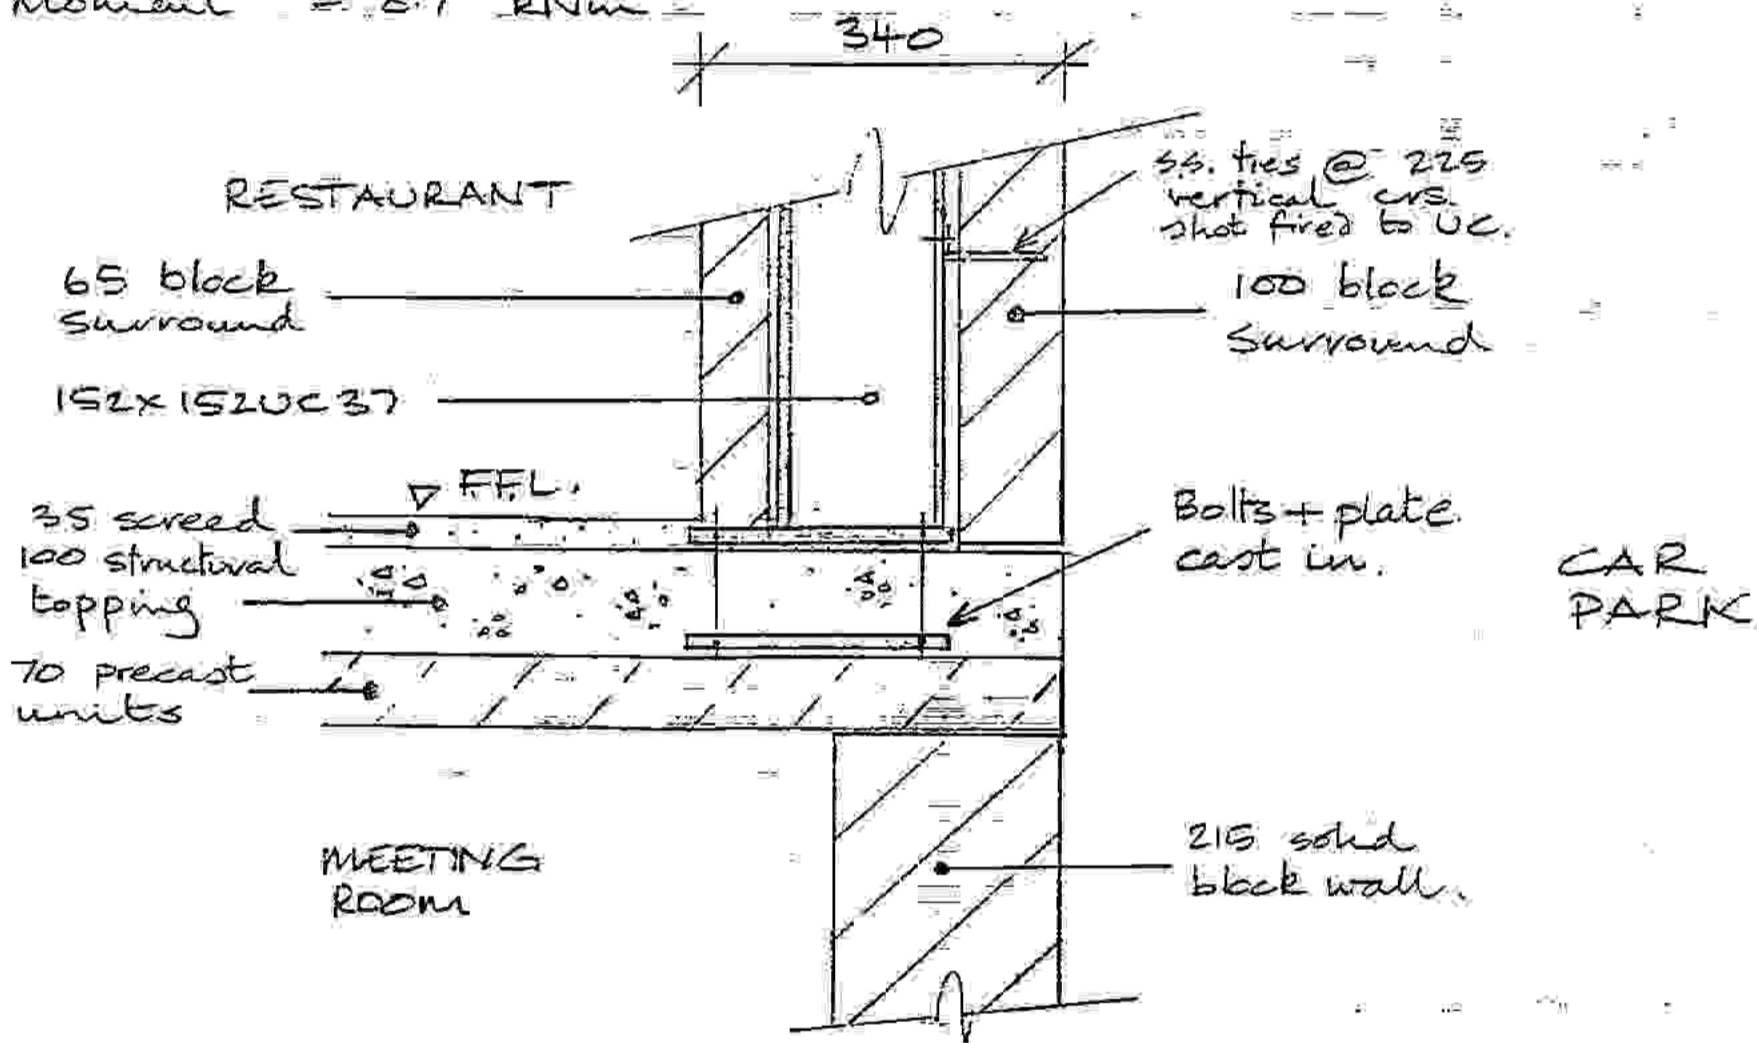 Moment =
340
RESTAURANT
s.s. ties @ 225
vertical crs.
shot fired to UC.
65 block
surround
100 block
surround
152x152UC37
▽ F.F.L.
35 screed
100 structural
topping
Bolts + plate
cast in.
CAR
PARK
70 precast
units
MEETING
ROOM
215 solid
block wall.